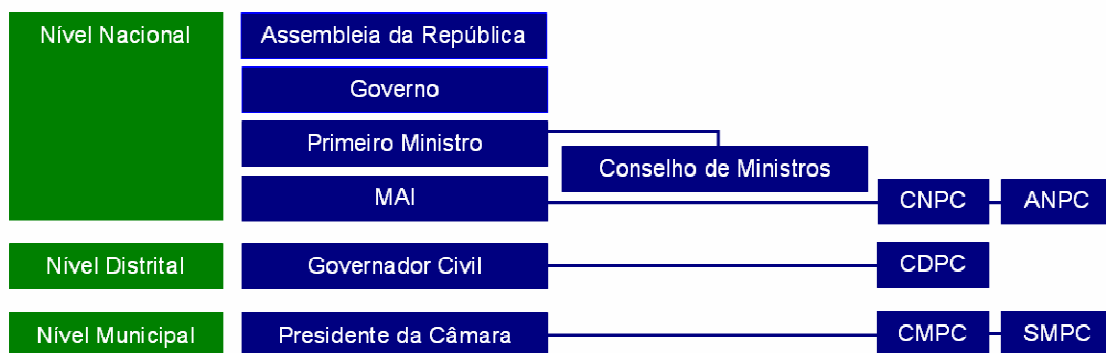 Nível Nacional
Assembleia da República
Governo
Primeiro Ministro
Conselho de Ministros
MAI
CNPC
ANPC
Nível Distrital
Governador Civil
CDPC
Nível Municipal
Presidente da Câmara
CMPC
SMPC